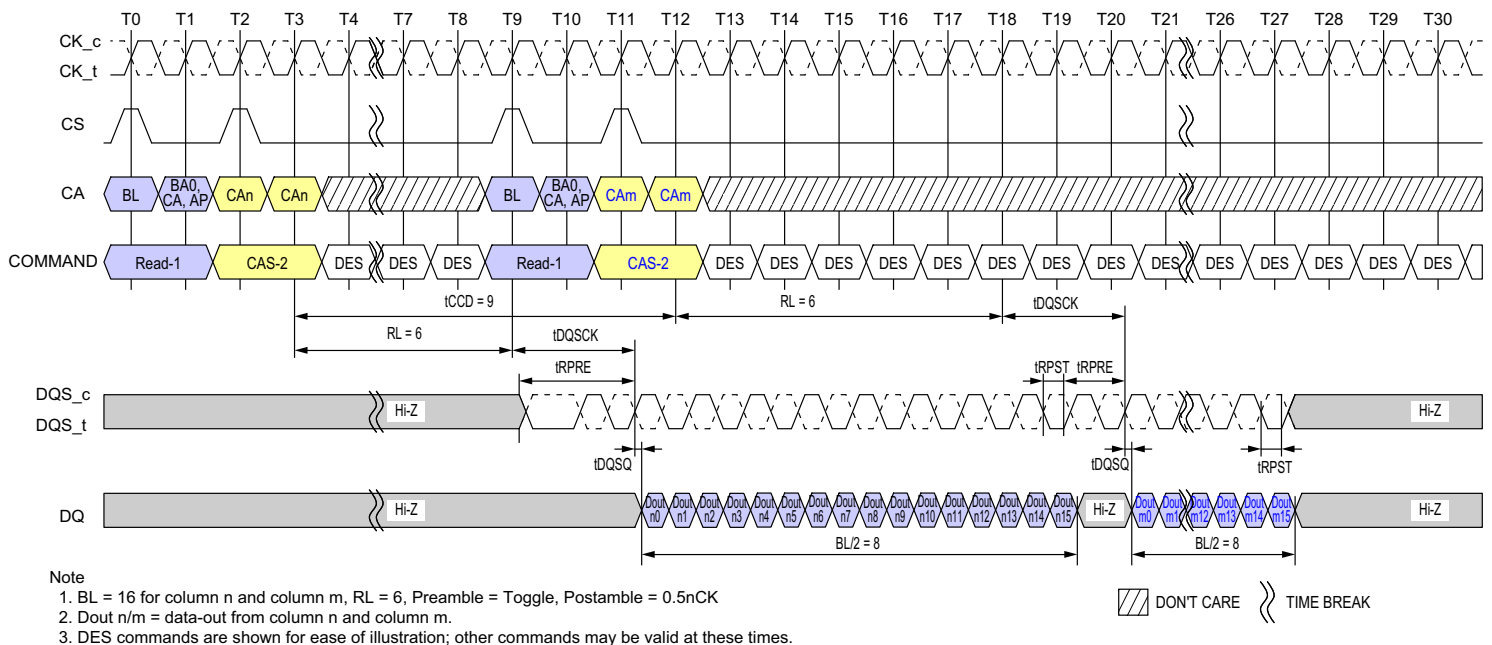 T0 T1 T2 T3 T4 T7 T8 T9 T10 T11 T12 T13 T14 T15 T16 T17 T18 T19 T20 T21 T26 T27 T28 T29 T30
CK_c
CK_t
CS
CA BL BA0, CA, AP CAn CAn BL BA0, CA, AP CAm CAm
COMMAND Read-1 CAS-2 DES DES DES Read-1 CAS-2 DES DES DES DES DES DES DES DES DES DES DES DES DES DES
tCCD = 9 RL = 6 tDQSCK
RL = 6 tDQSCK
tRPRE tRPST tRPRE
DQS_c
DQS_t
Hi-Z Hi-Z
tDQSQ tDQSQ tRPST
DQ Hi-Z Dout n0 Dout n1 Dout n2 Dout n3 Dout n4 Dout n5 Dout n6 Dout n7 Dout n8 Dout n9 Dout n10 Dout n11 Dout n12 Dout n13 Dout n14 Dout n15 Hi-Z Dout m0 Dout m1 Dout m12 Dout m13 Dout m14 Dout m15 Hi-Z
BL/2 = 8 BL/2 = 8
Note
1. BL = 16 for column n and column m, RL = 6, Preamble = Toggle, Postamble = 0.5nCK
2. Dout n/m = data-out from column n and column m.
3. DES commands are shown for ease of illustration; other commands may be valid at these times.
DON'T CARE TIME BREAK